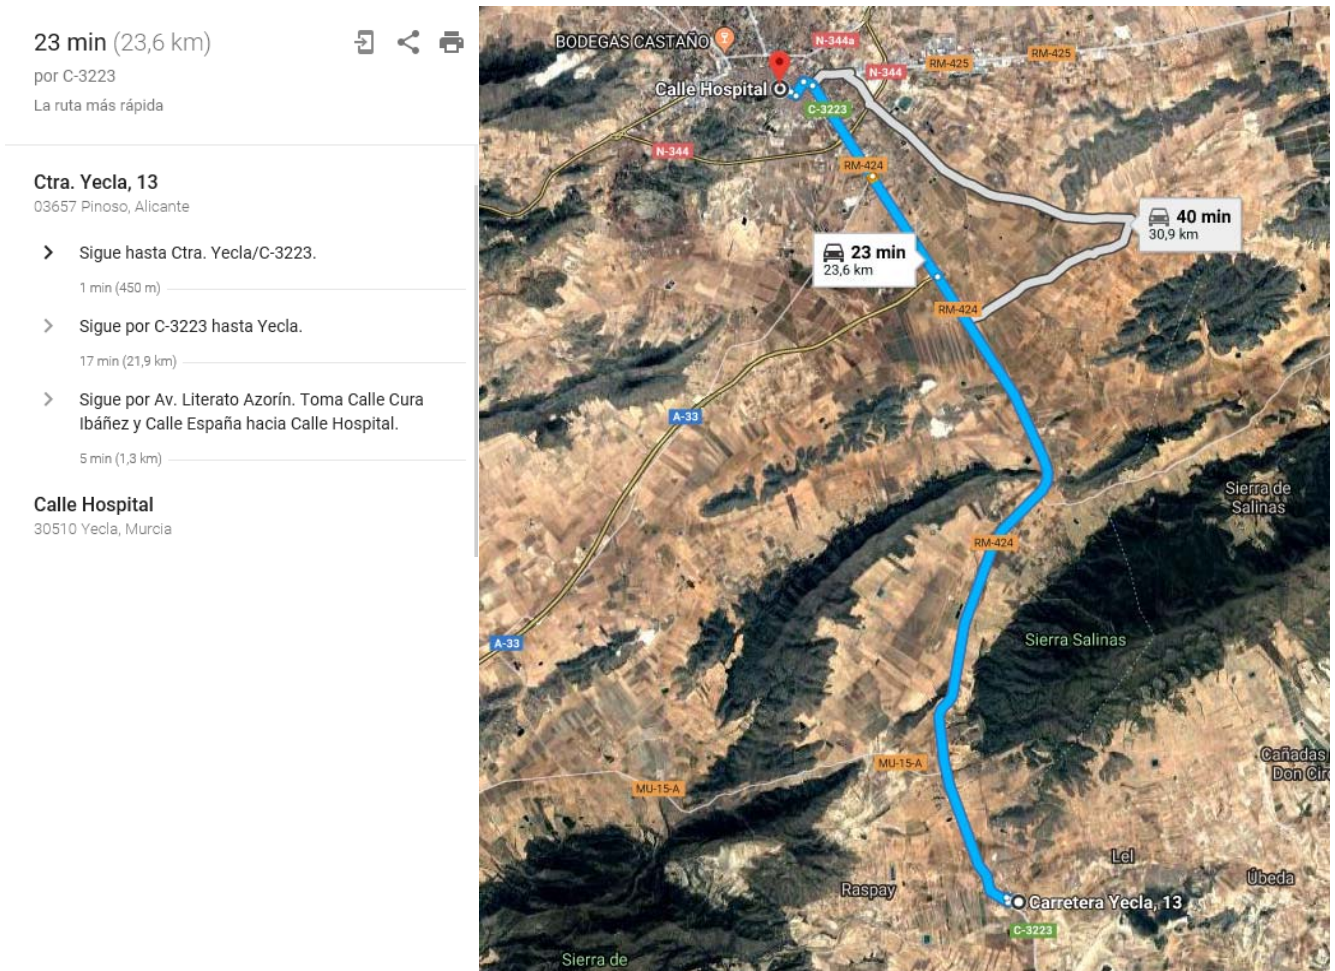 23 min (23,6 km)
por C-3223
La ruta más rápida
Ctra. Yecla, 13
03657 Pinoso, Alicante
Sigue hasta Ctra. Yecla/C-3223.
1 min (450 m)
Sigue por C-3223 hasta Yecla.
17 min (21,9 km)
Sigue por Av. Literato Azorín. Toma Calle Cura
Ibáñez y Calle España hacia Calle Hospital.
5 min (1,3 km)
Calle Hospital
30510 Yecla, Murcia
BODEGAS CASTAÑO
N-344a
RM-425
RM-425
N-344
Calle Hospital
C-3223
N-344
RM-424
40 min
30,9 km
23 min
23,6 km
RM-424
A-33
Sierra de
Salinas
RM-424
Sierra Salinas
A-33
Cañadas
Don Cir
MU-15-A
MU-15-A
Lel
Úbeda
Raspay
Carretera Yecla, 13
C-3223
Sierra de